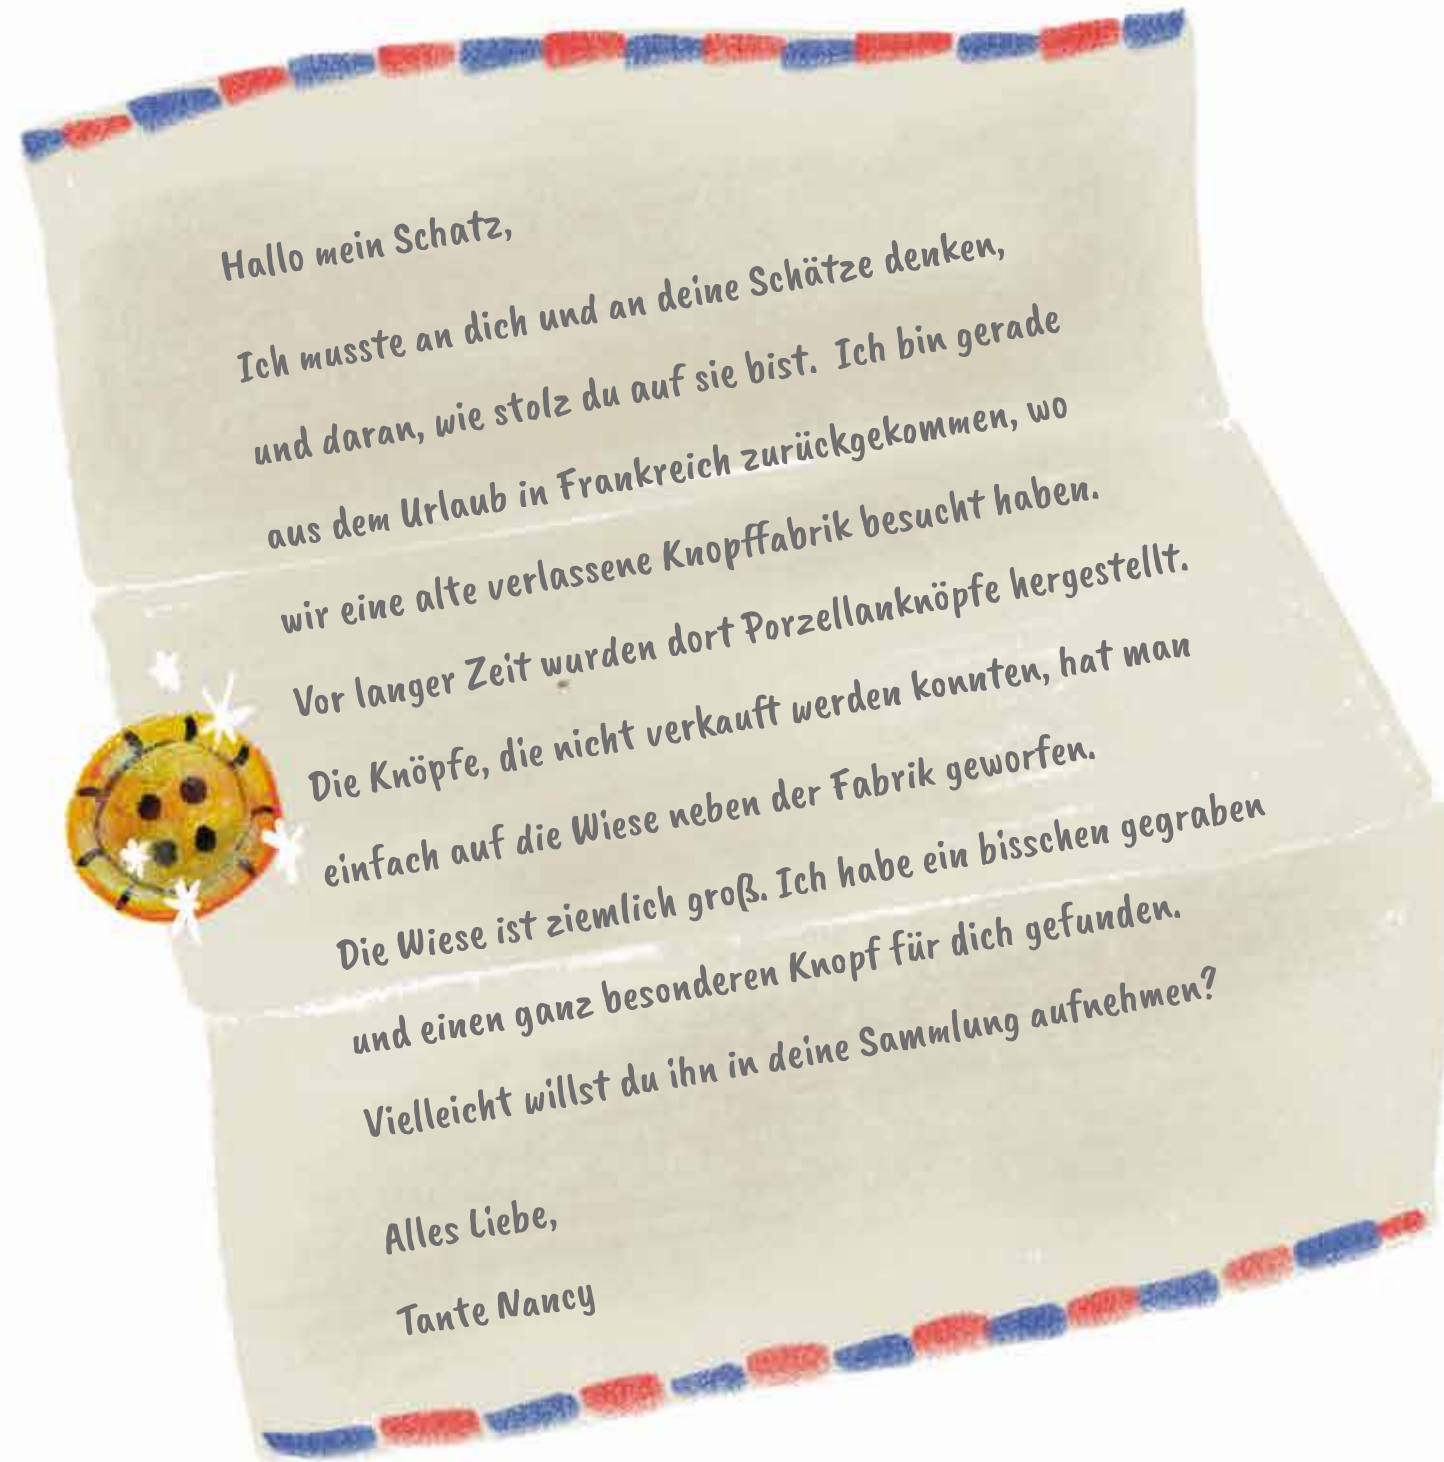 Hallo mein Schatz,
Ich musste an dich und an deine Schätze denken,
und daran, wie stolz du auf sie bist. Ich bin gerade
aus dem Urlaub in Frankreich zurückgekommen, wo
wir eine alte verlassene Knopffabrik besucht haben.
Vor langer Zeit wurden dort Porzellanknöpfe hergestellt.
Die Knöpfe, die nicht verkauft werden konnten, hat man
einfach auf die Wiese neben der Fabrik geworfen.
Die Wiese ist ziemlich groß. Ich habe ein bisschen gegraben
und einen ganz besonderen Knopf für dich gefunden.
Vielleicht willst du ihn in deine Sammlung aufnehmen?
Alles Liebe,
Tante Nancy